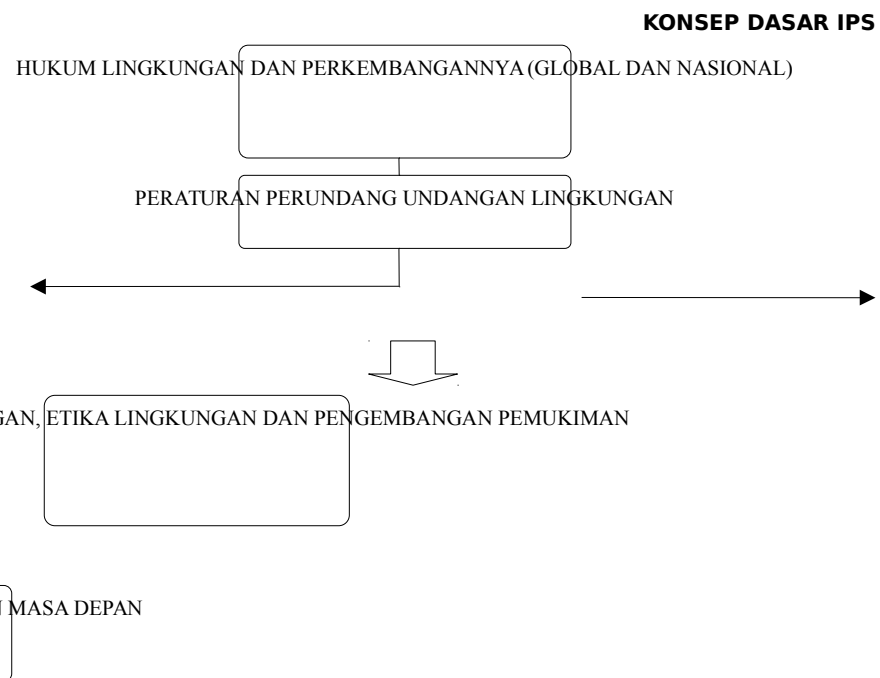 KONSEP DASAR IPS
HUKUM LINGKUNGAN DAN PERKEMBANGANNYA (GLOBAL DAN NASIONAL)
PERATURAN PERUNDANG UNDANGAN LINGKUNGAN
ETIKA LINGKUNGAN DAN PENGEMBANGAN PEMUKIMAN
MASA DEPAN